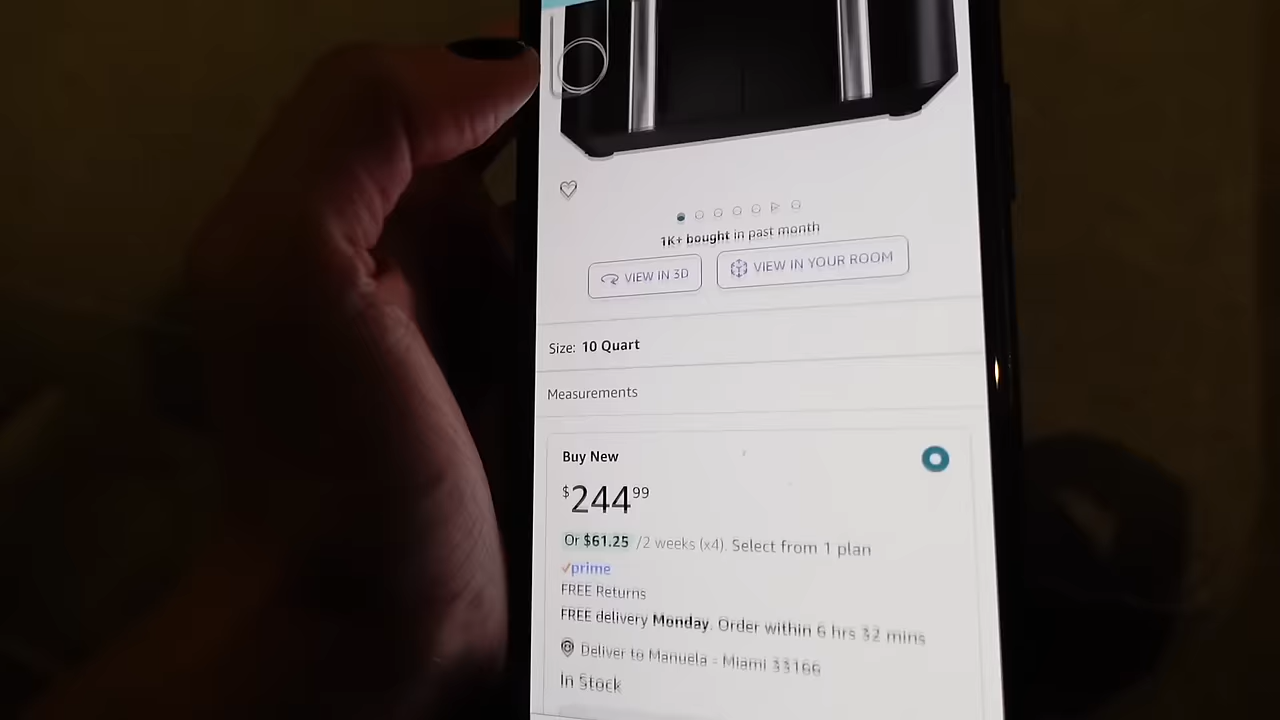 1K+ bought in past month
VIEW IN 3D
VIEW IN YOUR ROOM
Size: 10 Quart
Measurements
Buy New
$244.99
Or $61.25 /2 weeks (x4). Select from 1 plan
prime
FREE Returns
FREE delivery Monday. Order within 6 hrs 32 mins
Deliver to Manuela - Miami 33166
In Stock